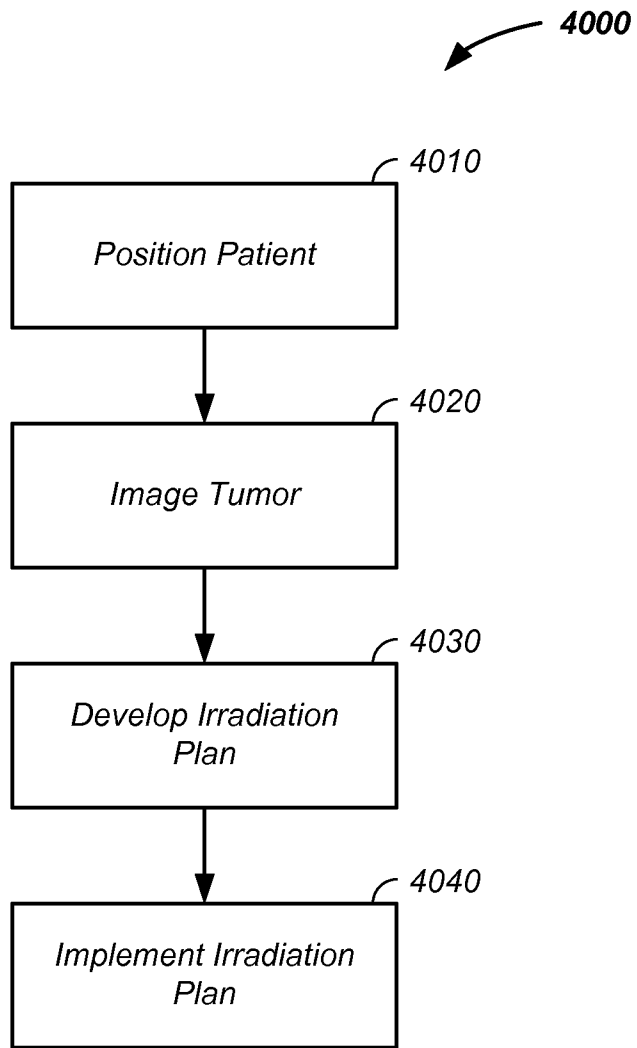 4000
4010
Position Patient
4020
Image Tumor
4030
Develop Irradiation
Plan
4040
Implement Irradiation
Plan